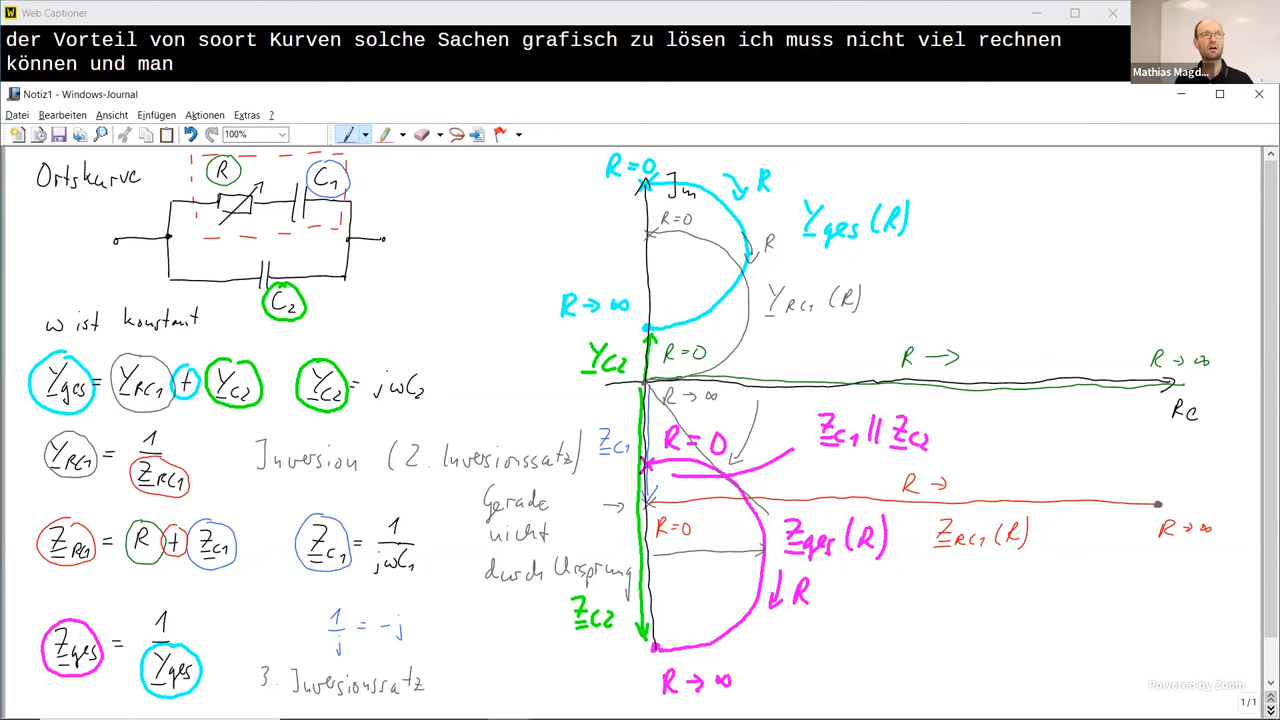 Web Captioner
der Vorteil von soort Kurven solche Sachen grafisch zu lösen ich muss nicht viel rechnen
können und man
Mathias Magd...
Notiz1 - Windows-Journal
Datei Bearbeiten Ansicht Einfügen Aktionen Extras ?
100%
Ortskurve
R
C1
C2
w ist konstant
Yges = YRC1 + YC2
YC2 = jωC2
YRC1 = 1/ZRC1
Inversion (2. Inversionssatz)
Gerade
nicht
durch Ursprung
ZRC1 = R + ZC1
ZC1 = 1/jωC1
1/j = -j
Zges = 1/Yges
3. Inversionssatz
R=0
Jm
R
Yges (R)
R=0
R
YRC1 (R)
R → ∞
YC2
R=0
R →
R → ∞
R → ∞
Re
ZC1
R = 0
ZC1 || ZC2
R →
R=0
Zges (R)
ZRC1 (R)
R → ∞
R
ZC2
R → ∞
Powered by Zoom
1/1